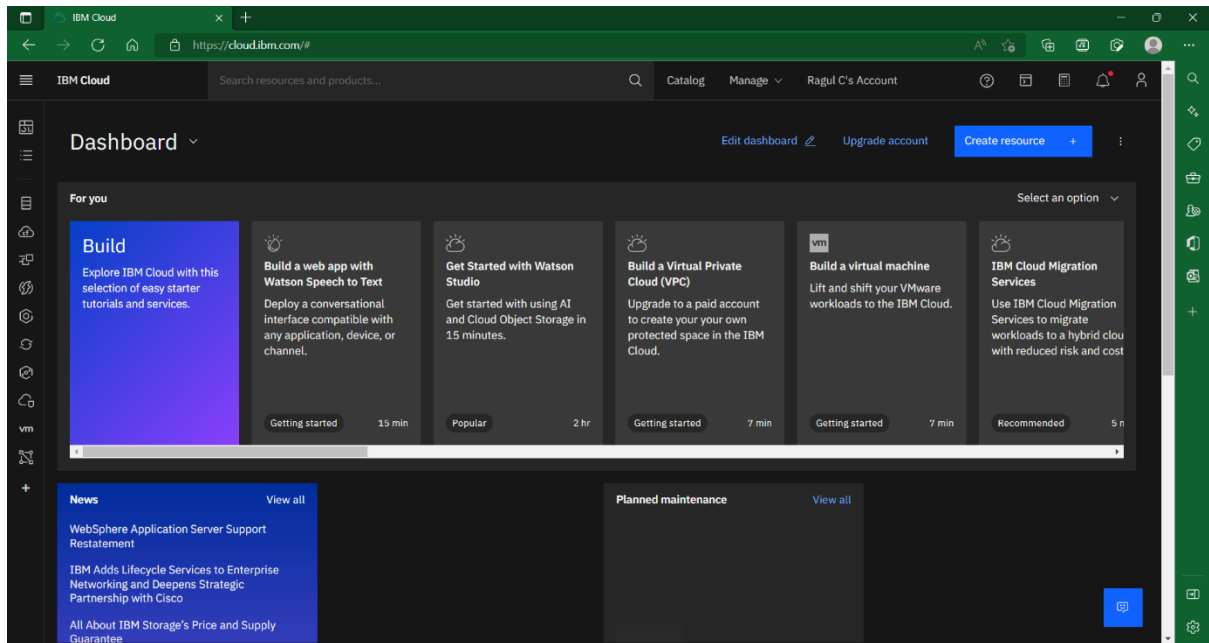 IBM Cloud
https://cloud.ibm.com/#
IBM Cloud
Search resources and products...
Catalog
Manage
Ragul C's Account
Dashboard
Edit dashboard
Upgrade account
Create resource +
For you
Select an option
Build
Explore IBM Cloud with this
selection of easy starter
tutorials and services.
Build a web app with
Watson Speech to Text
Deploy a conversational
interface compatible with
any application, device, or
channel.
Getting started
15 min
Get Started with Watson
Studio
Get started with using AI
and Cloud Object Storage in
15 minutes.
Popular
2 hr
Build a Virtual Private
Cloud (VPC)
Upgrade to a paid account
to create your your own
protected space in the IBM
Cloud.
Getting started
7 min
vm
Build a virtual machine
Lift and shift your VMware
workloads to the IBM Cloud.
Getting started
7 min
IBM Cloud Migration
Services
Use IBM Cloud Migration
Services to migrate
workloads to a hybrid clou
with reduced risk and cost
Recommended
5 n
vm
News
View all
WebSphere Application Server Support
Restatement
IBM Adds Lifecycle Services to Enterprise
Networking and Deepens Strategic
Partnership with Cisco
All About IBM Storage's Price and Supply
Guarantee
Planned maintenance
View all